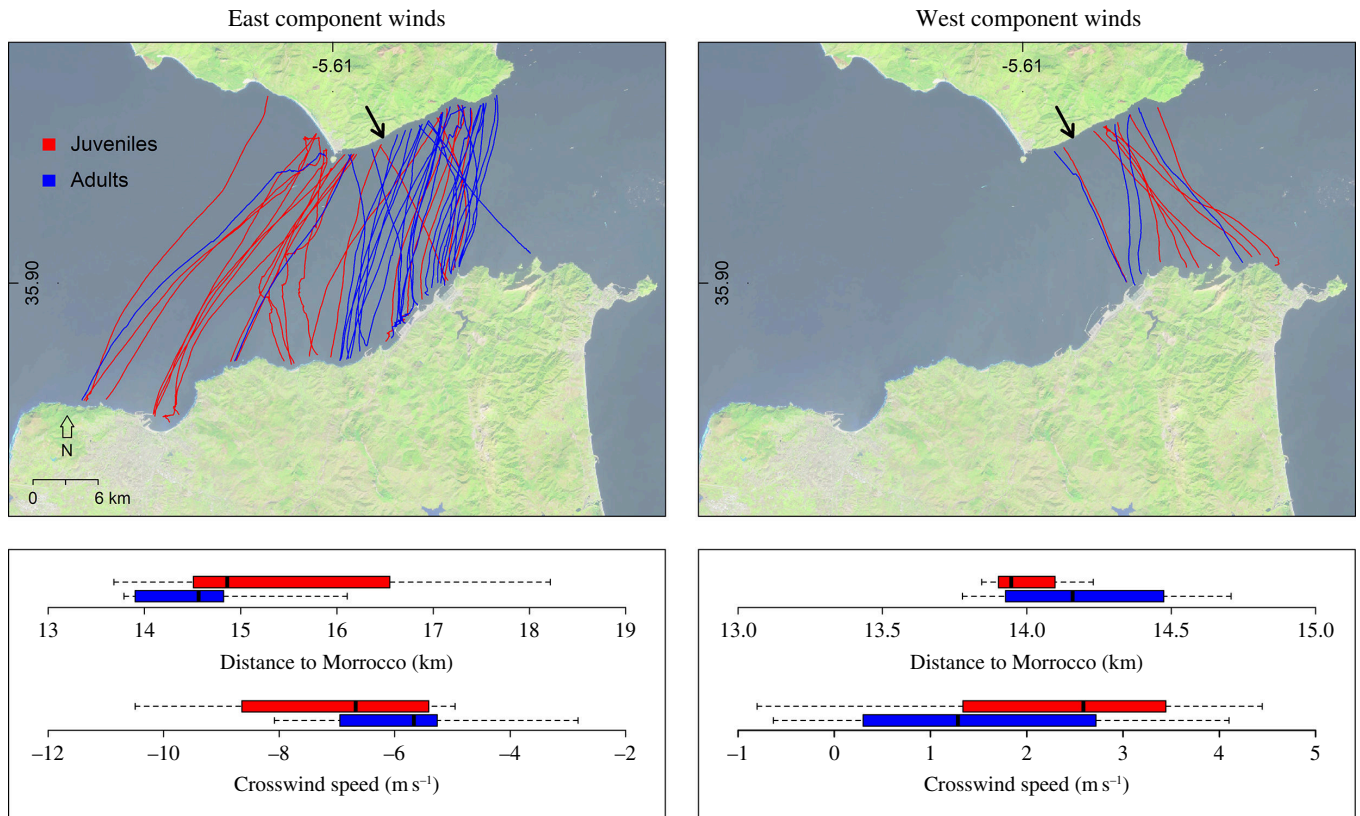 East component winds
West component winds
-5.61
-5.61
Juveniles
Adults
35.90
35.90
N
0 6 km
13 14 15 16 17 18 19
Distance to Morrocco (km)
–12 –10 –8 –6 –4 –2
Crosswind speed (m s–1)
13.0 13.5 14.0 14.5 15.0
Distance to Morrocco (km)
–1 0 1 2 3 4 5
Crosswind speed (m s–1)